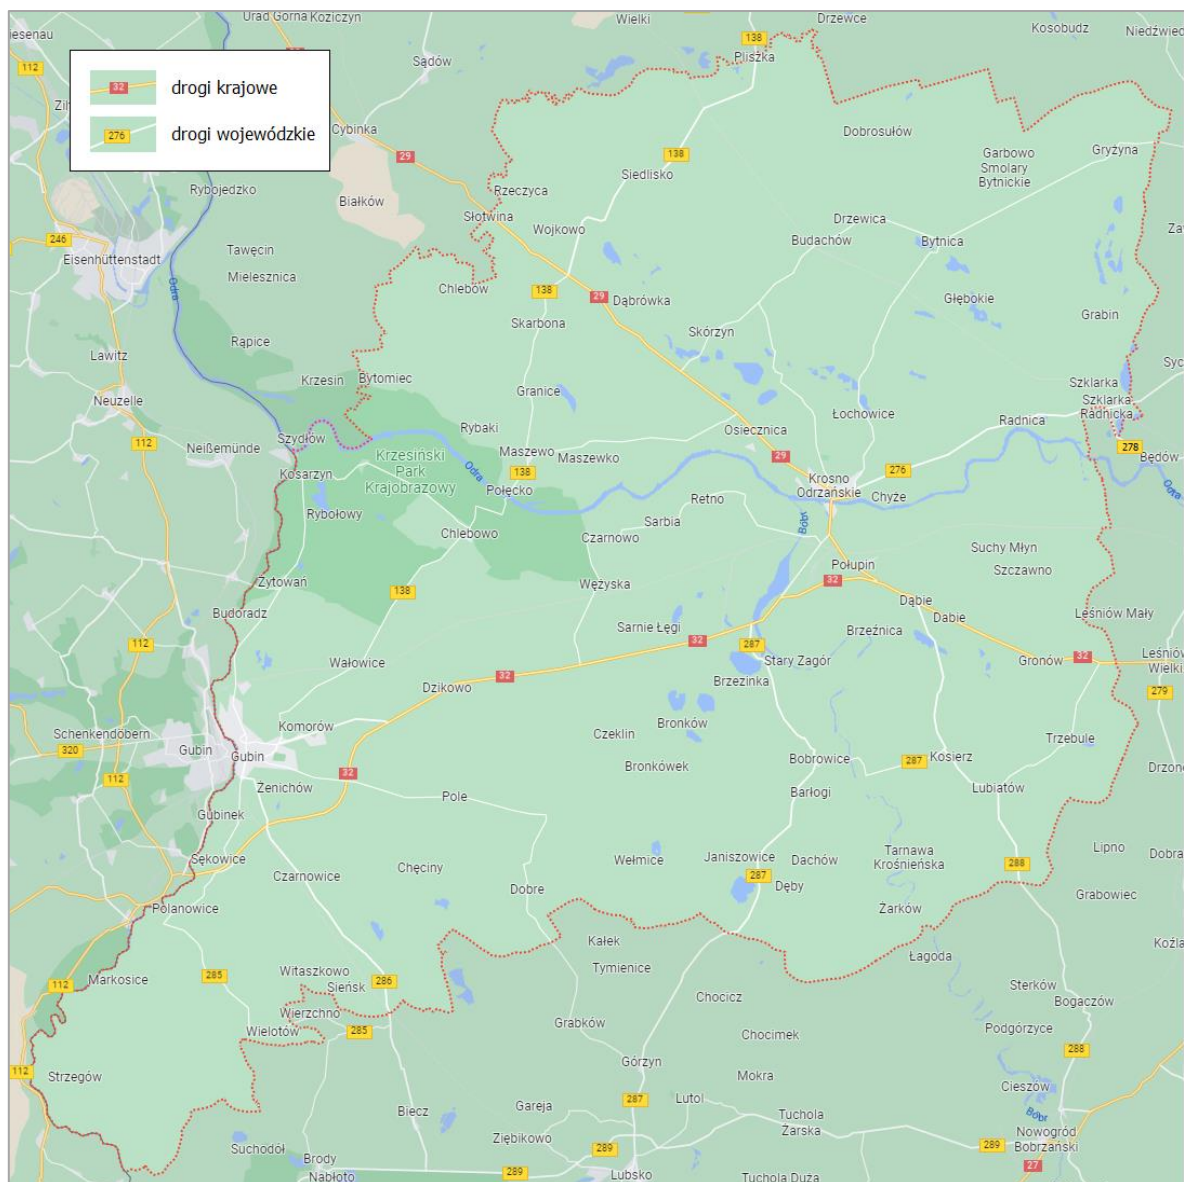 Urad Górna Koziczyn
Wielki
Drzewce
Kosobudz
Niedźwied
iesenau
138
Pliszka
112
Sądów
32
drogi krajowe
276
drogi wojewódzkie
Cybinka
29
Dobrosułów
138
Garbowo
Smolary
Bytnickie
Gryżyna
Siedlisko
Rybojedzko
Białków
Rzeczyca
Słotwina
Wojkowo
Drzewica
Budachów
Bytnica
246
Eisenhüttenstadt
Tawęcin
Mielesznica
Odra
Chlebów
138
29
Dąbrówka
Głębokie
Grabin
Skarbona
Skórzyn
Rąpice
Lawitz
Krzesin
Bytomiec
Granice
Neuzelle
Szklarka
Szklarka
Radnicka
Łochowice
Radnica
Rybaki
Osiecznica
112
Neißemünde
Szydłów
Krzesiński
Park
Krajobrazowy
Odra
Maszewo
Maszewko
138
29
278
Będów
Kosarzyn
Połęcko
Krosno
Odrzańskie
276
Chyże
Odra
Rybołowy
Retno
Sarbia
Bóbr
Chlebowo
Czarnowo
Suchy Młyn
Połupin
Szczawno
Żytowań
138
Wężyska
32
Dąbie
Dabie
Budoradz
Leśniów Mały
Sarnie Łęgi
32
Brzeźnica
112
287
Stary Zagór
Wałowice
Gronów
32
Leśniów
Wielki
Dzikowo
32
Brzezinka
279
Komorów
Bronków
Schenkendöbern
Czeklin
Trzebule
320
Gubin
Gubin
Bronkówek
Bobrowice
287
Kosierz
112
32
Drzono
Żenichów
Pole
Barłogi
Lubiatów
Gubinek
Sękowice
Chęciny
Wełmice
Janiszowice
Dachów
Tarnawa
Krośnieńska
Lipno
Dobra
288
Czarnowice
287
Dęby
Dobre
Grabowiec
Polanowice
Żarków
Kałek
Łagoda
Tymienice
Markosice
285
Witaszkowo
Sieńsk
286
112
Sterków
Chocicz
Bogaczów
Wierzchno
Grabków
Wielotów
285
Chocimek
Podgórzyce
288
Górzyn
112
Strzegów
Mokra
Cieszów
287
Lutol
Gareja
Biecz
Tuchola
Żarska
Bóbr
Ziębikowo
289
289
Nowogród
Bobrzański
Suchodół
Brody
Nabłoto
289
Lubsko
27
Tuchola Duża